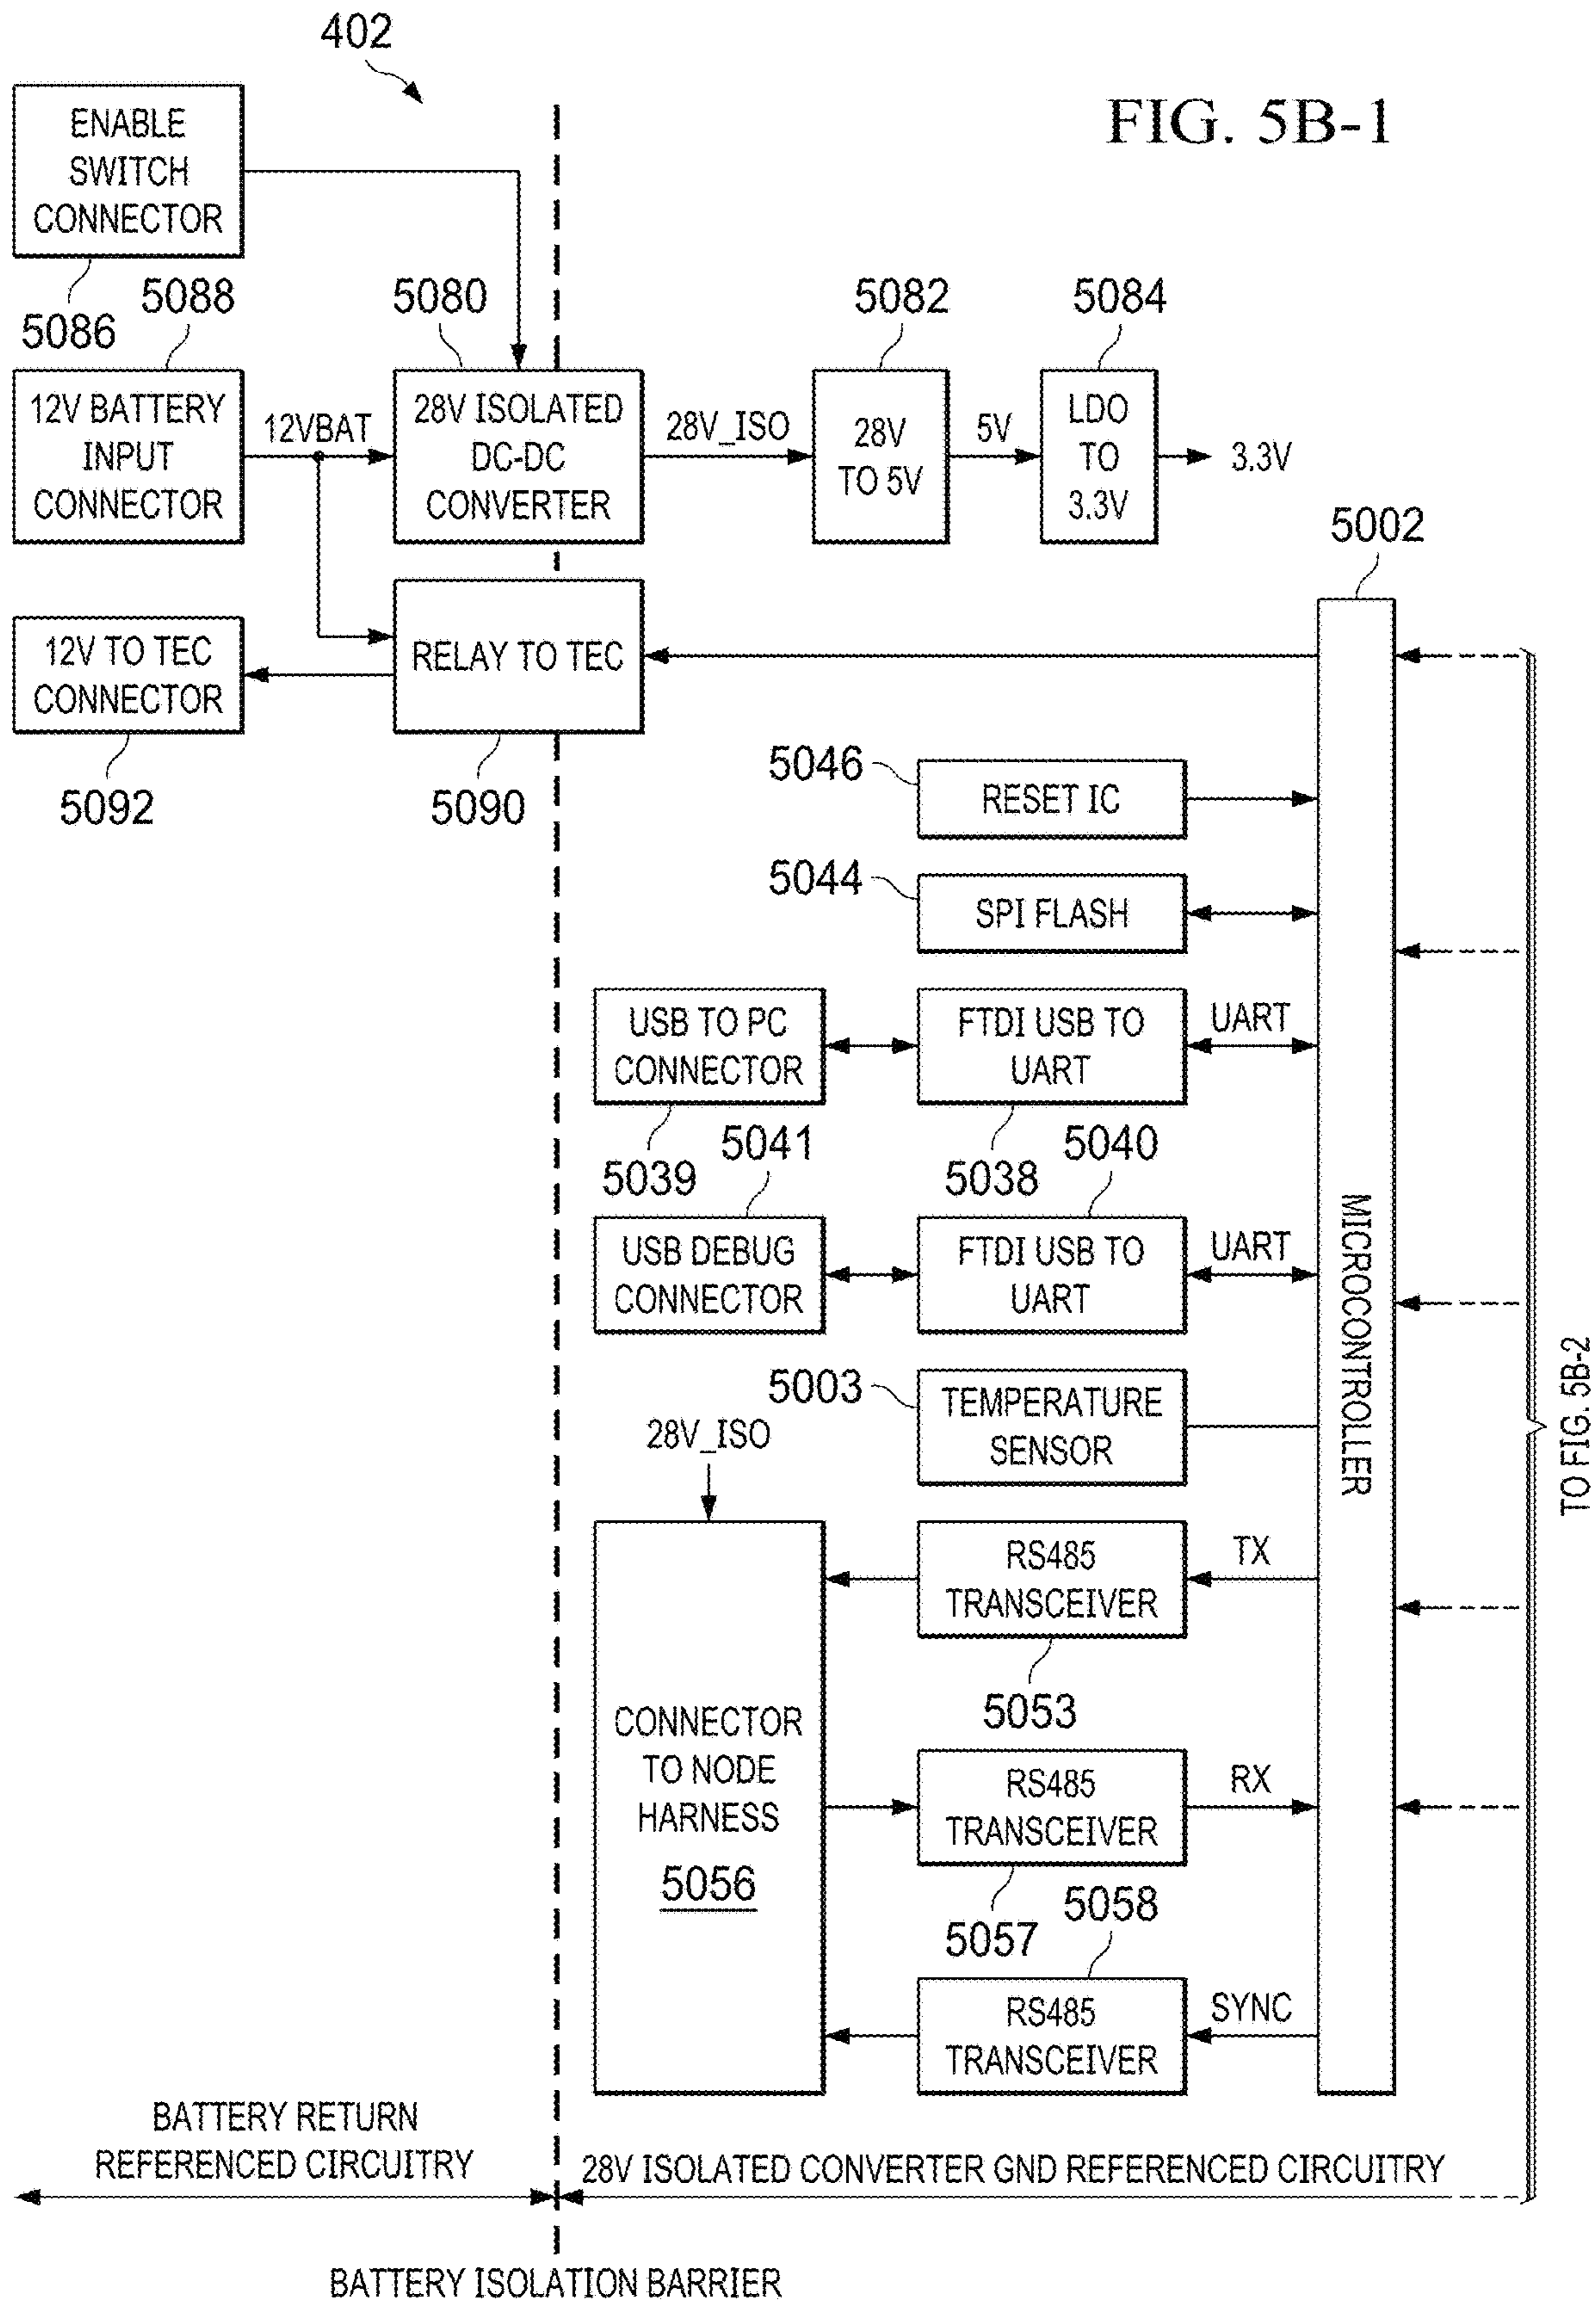 402
FIG. 5B-1
ENABLE
SWITCH
CONNECTOR
5086
5088
5080
5082
5084
12V BATTERY
INPUT
CONNECTOR
12VBAT
28V ISOLATED
DC-DC
CONVERTER
28V_ISO
28V
TO 5V
5V
LDO
TO
3.3V
3.3V
5002
12V TO TEC
CONNECTOR
5092
RELAY TO TEC
5090
5046
RESET IC
5044
SPI FLASH
USB TO PC
CONNECTOR
5039
FTDI USB TO
UART
5038
UART
5041
USB DEBUG
CONNECTOR
5040
FTDI USB TO
UART
UART
MICROCONTROLLER
5003
TEMPERATURE
SENSOR
28V_ISO
CONNECTOR
TO NODE
HARNESS
5056
RS485
TRANSCEIVER
5053
TX
RS485
TRANSCEIVER
5057
RX
5058
RS485
TRANSCEIVER
SYNC
TO FIG. 5B-2
BATTERY RETURN
REFERENCED CIRCUITRY
28V ISOLATED CONVERTER GND REFERENCED CIRCUITRY
BATTERY ISOLATION BARRIER